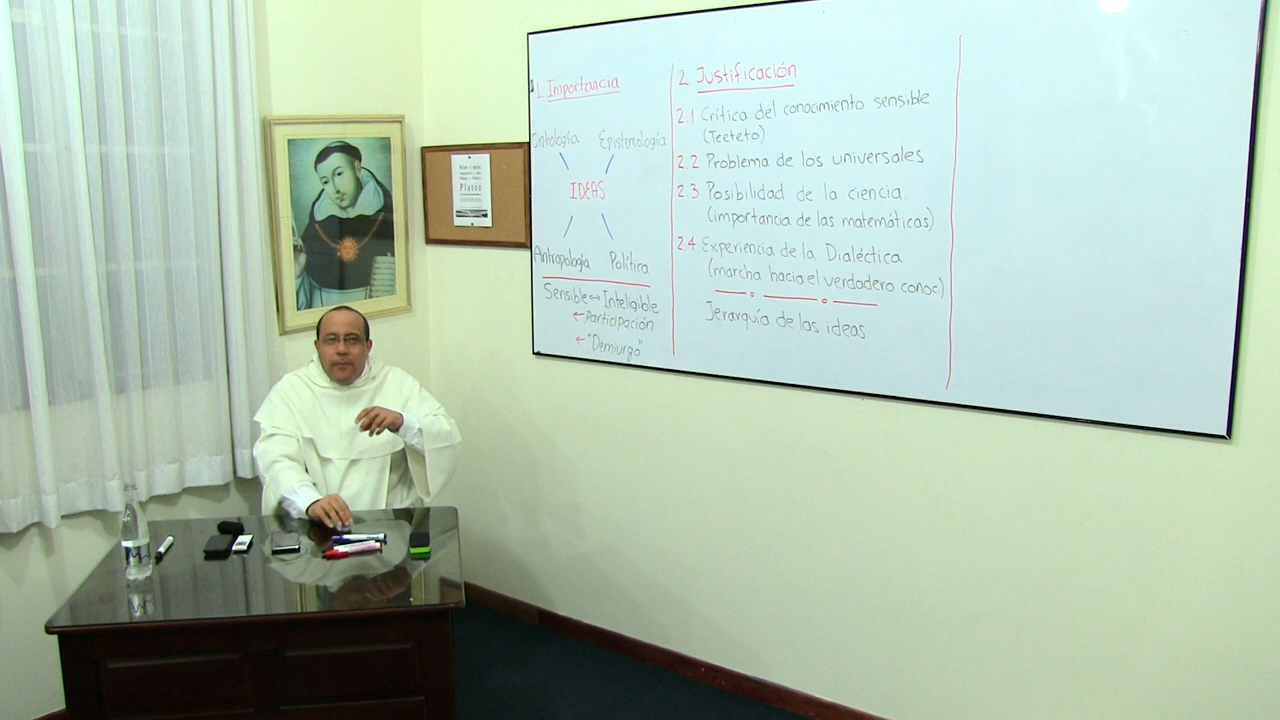 1. Importancia
Ontología Epistemología
IDEAS
Antropología Política
Sensible ↔ Inteligible
← Participación
← "Demiurgo"
2. Justificación
2.1 Crítica del conocimiento sensible
(Teeteto)
2.2 Problema de los universales
2.3 Posibilidad de la ciencia.
(importancia de las matemáticas)
2.4 Experiencia de la Dialéctica
(marcha hacia el verdadero conoc.)
Jerarquía de las ideas.
Platón